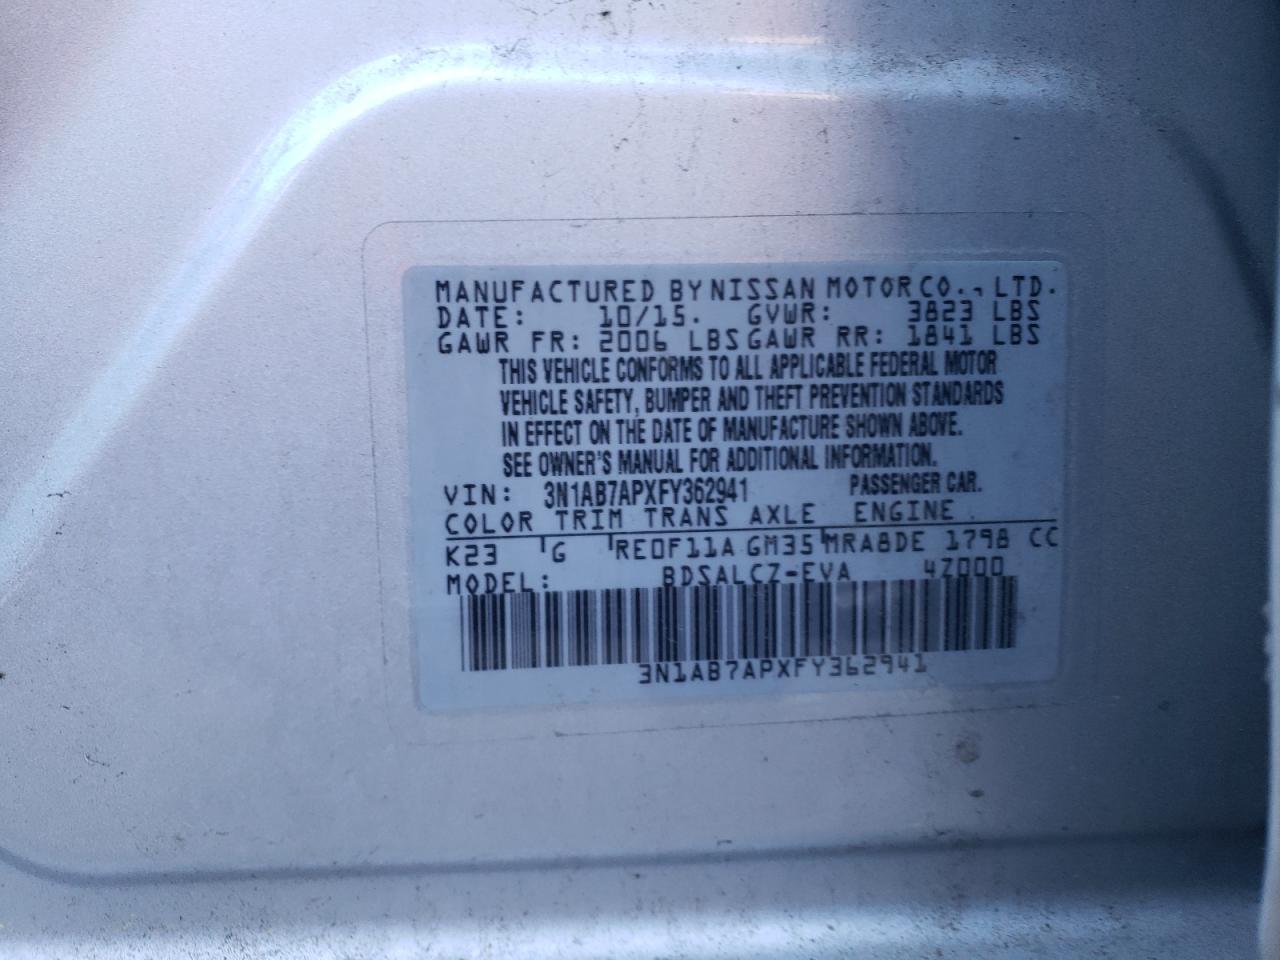 MANUFACTURED BY NISSAN MOTOR CO., LTD.
DATE: 10/15. GVWR: 3823 LBS
GAWR FR: 2006 LBS GAWR RR: 1841 LBS
THIS VEHICLE CONFORMS TO ALL APPLICABLE FEDERAL MOTOR
VEHICLE SAFETY, BUMPER AND THEFT PREVENTION STANDARDS
IN EFFECT ON THE DATE OF MANUFACTURE SHOWN ABOVE.
SEE OWNER'S MANUAL FOR ADDITIONAL INFORMATION.
VIN: 3N1AB7APXFY362941 PASSENGER CAR.
COLOR TRIM TRANS AXLE ENGINE
K23 G RE0F11A GM35 MRA8DE 1798 CC
MODEL: BDSALCZ-EVA 4Z000
3N1AB7APXFY362941